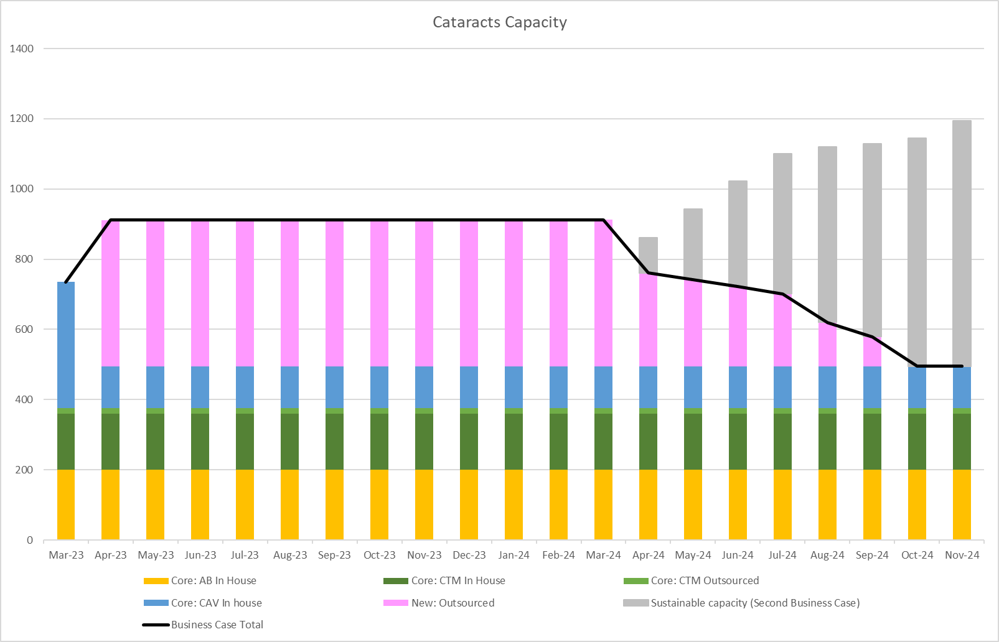 Cataracts Capacity
1400
1200
1000
800
600
400
200
0
Mar-23 Apr-23 May-23 Jun-23 Jul-23 Aug-23 Sep-23 Oct-23 Nov-23 Dec-23 Jan-24 Feb-24 Mar-24 Apr-24 May-24 Jun-24 Jul-24 Aug-24 Sep-24 Oct-24 Nov-24
Core: AB In House Core: CTM In House Core: CTM Outsourced
Core: CAV In house New: Outsourced Sustainable capacity (Second Business Case)
Business Case Total